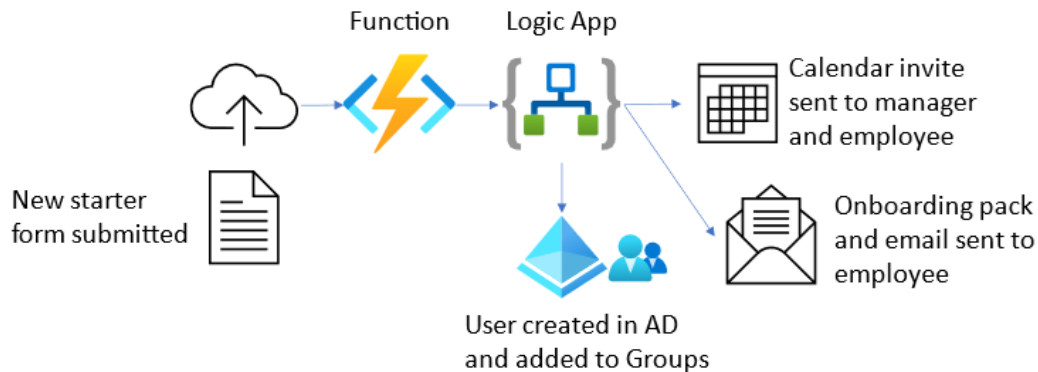 Function
Logic App
Calendar invite
sent to manager
and employee
New starter
form submitted
Onboarding pack
and email sent to
employee
User created in AD
and added to Groups